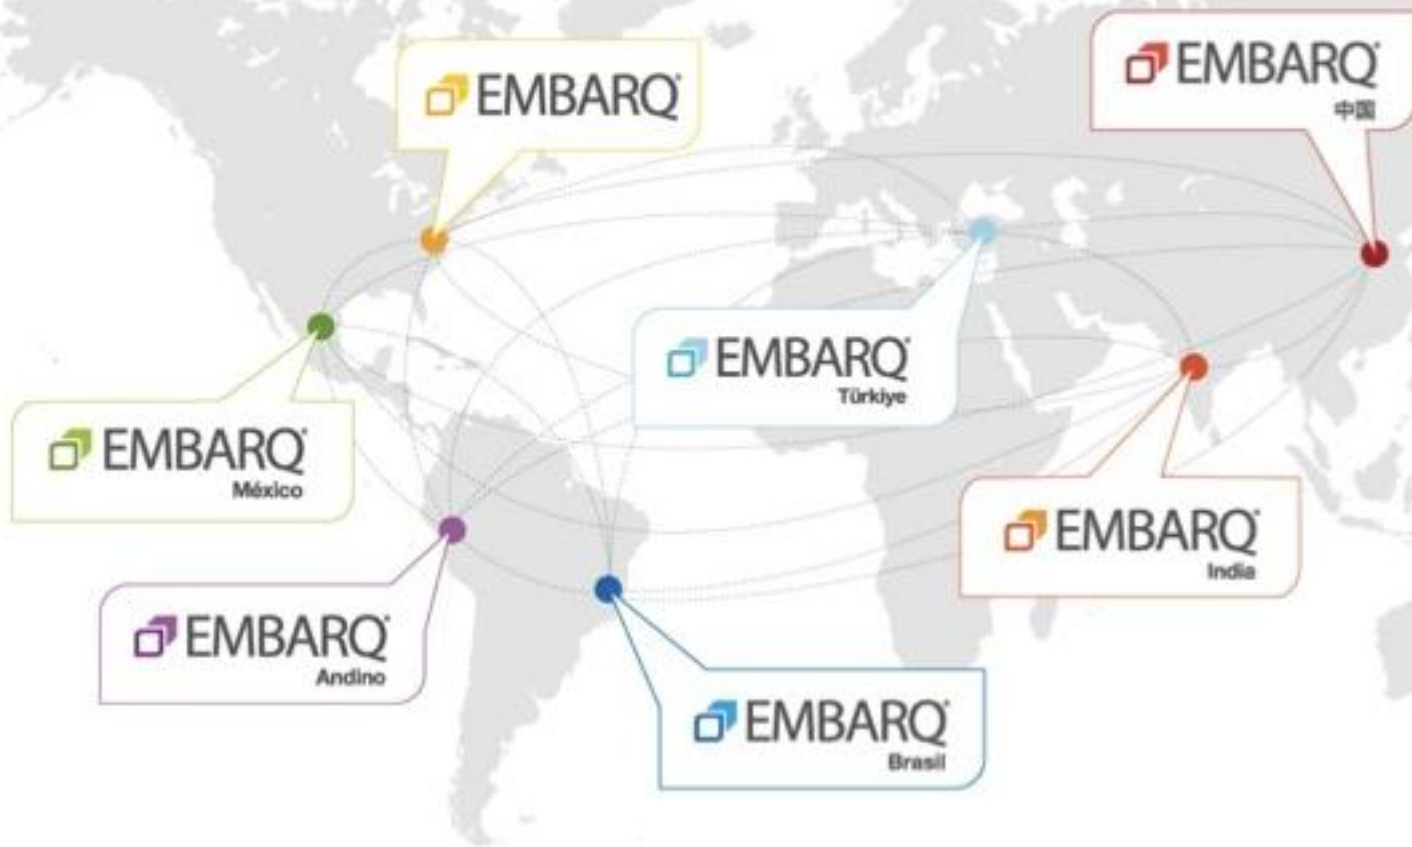 EMBARQ
EMBARQ
中国
EMBARQ
Türkiye
EMBARQ
México
EMBARQ
India
EMBARQ
Andino
EMBARQ
Brasil